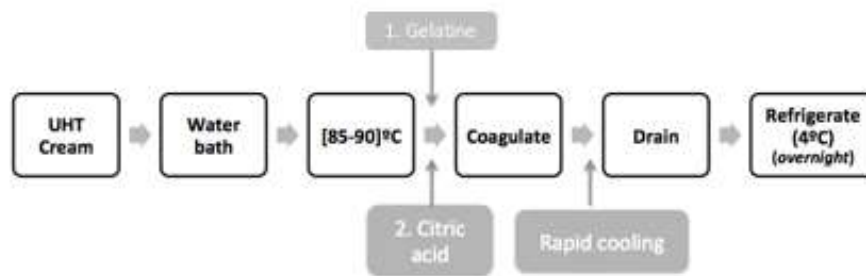 1. Gelatine
UHT
Cream
Water
bath
[85-90]ºC
Coagulate
Drain
Refrigerate
(4ºC)
(overnight)
2. Citric
acid
Rapid cooling